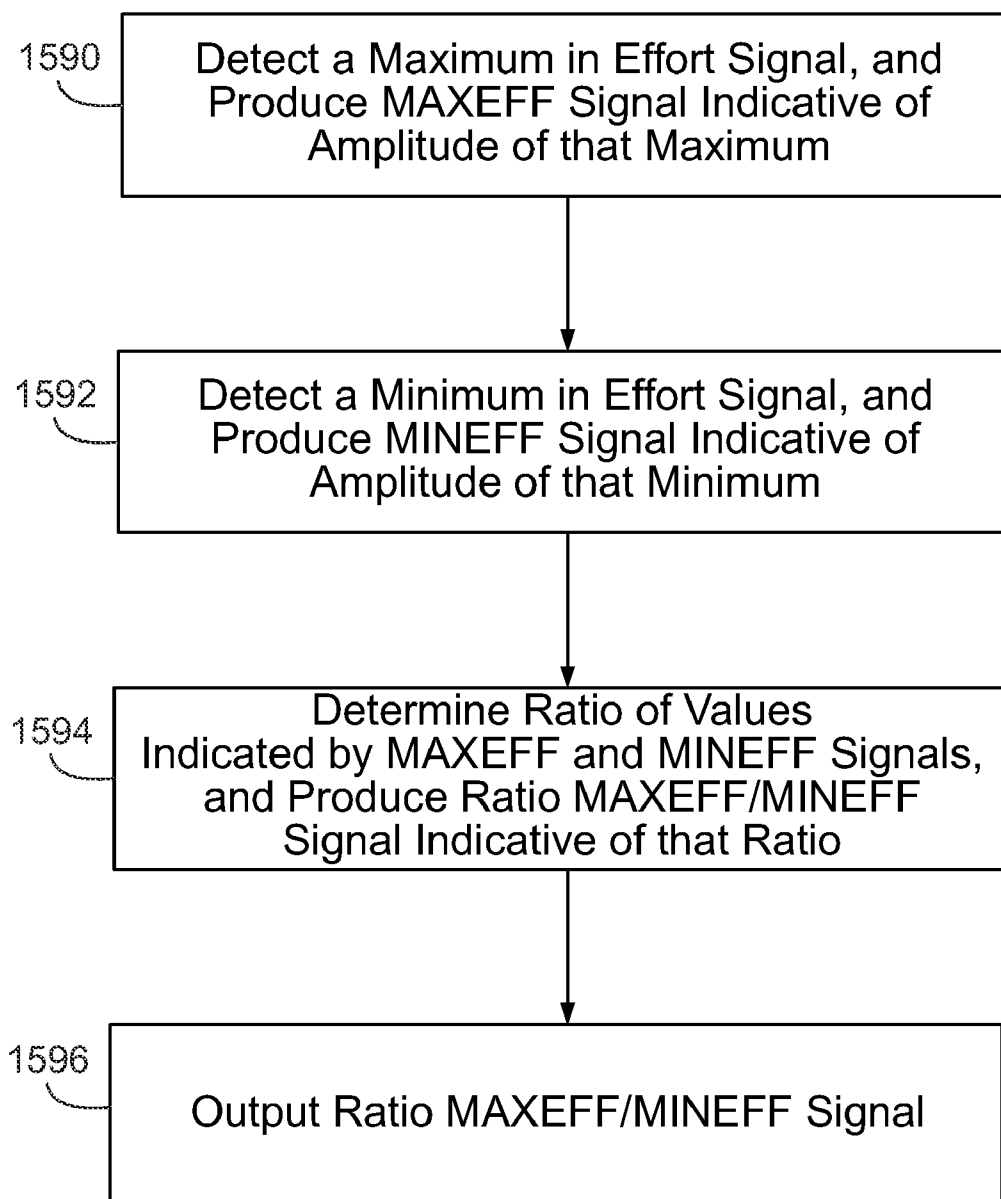 1590
Detect a Maximum in Effort Signal, and
Produce MAXEFF Signal Indicative of
Amplitude of that Maximum
1592
Detect a Minimum in Effort Signal, and
Produce MINEFF Signal Indicative of
Amplitude of that Minimum
1594
Determine Ratio of Values
Indicated by MAXEFF and MINEFF Signals,
and Produce Ratio MAXEFF/MINEFF
Signal Indicative of that Ratio
1596
Output Ratio MAXEFF/MINEFF Signal